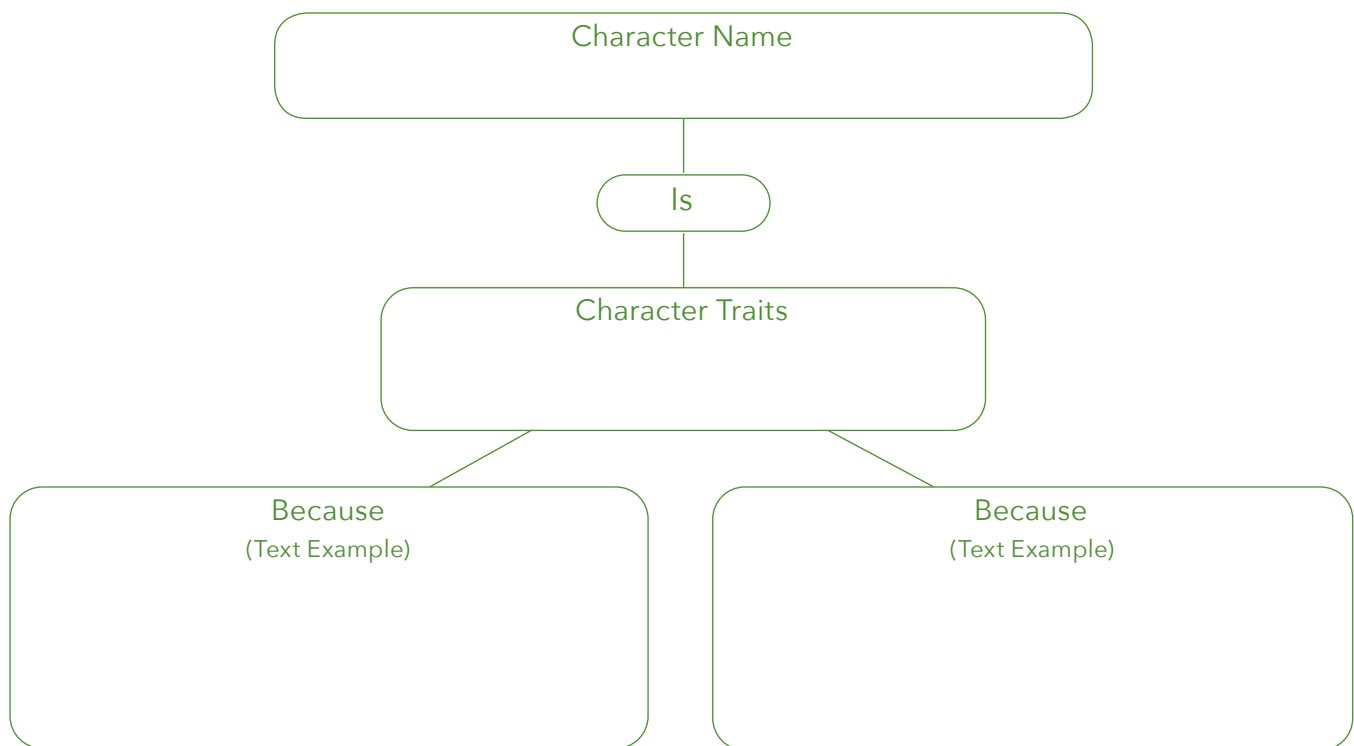 Character Name
Is
Character Traits
Because
(Text Example)
Because
(Text Example)